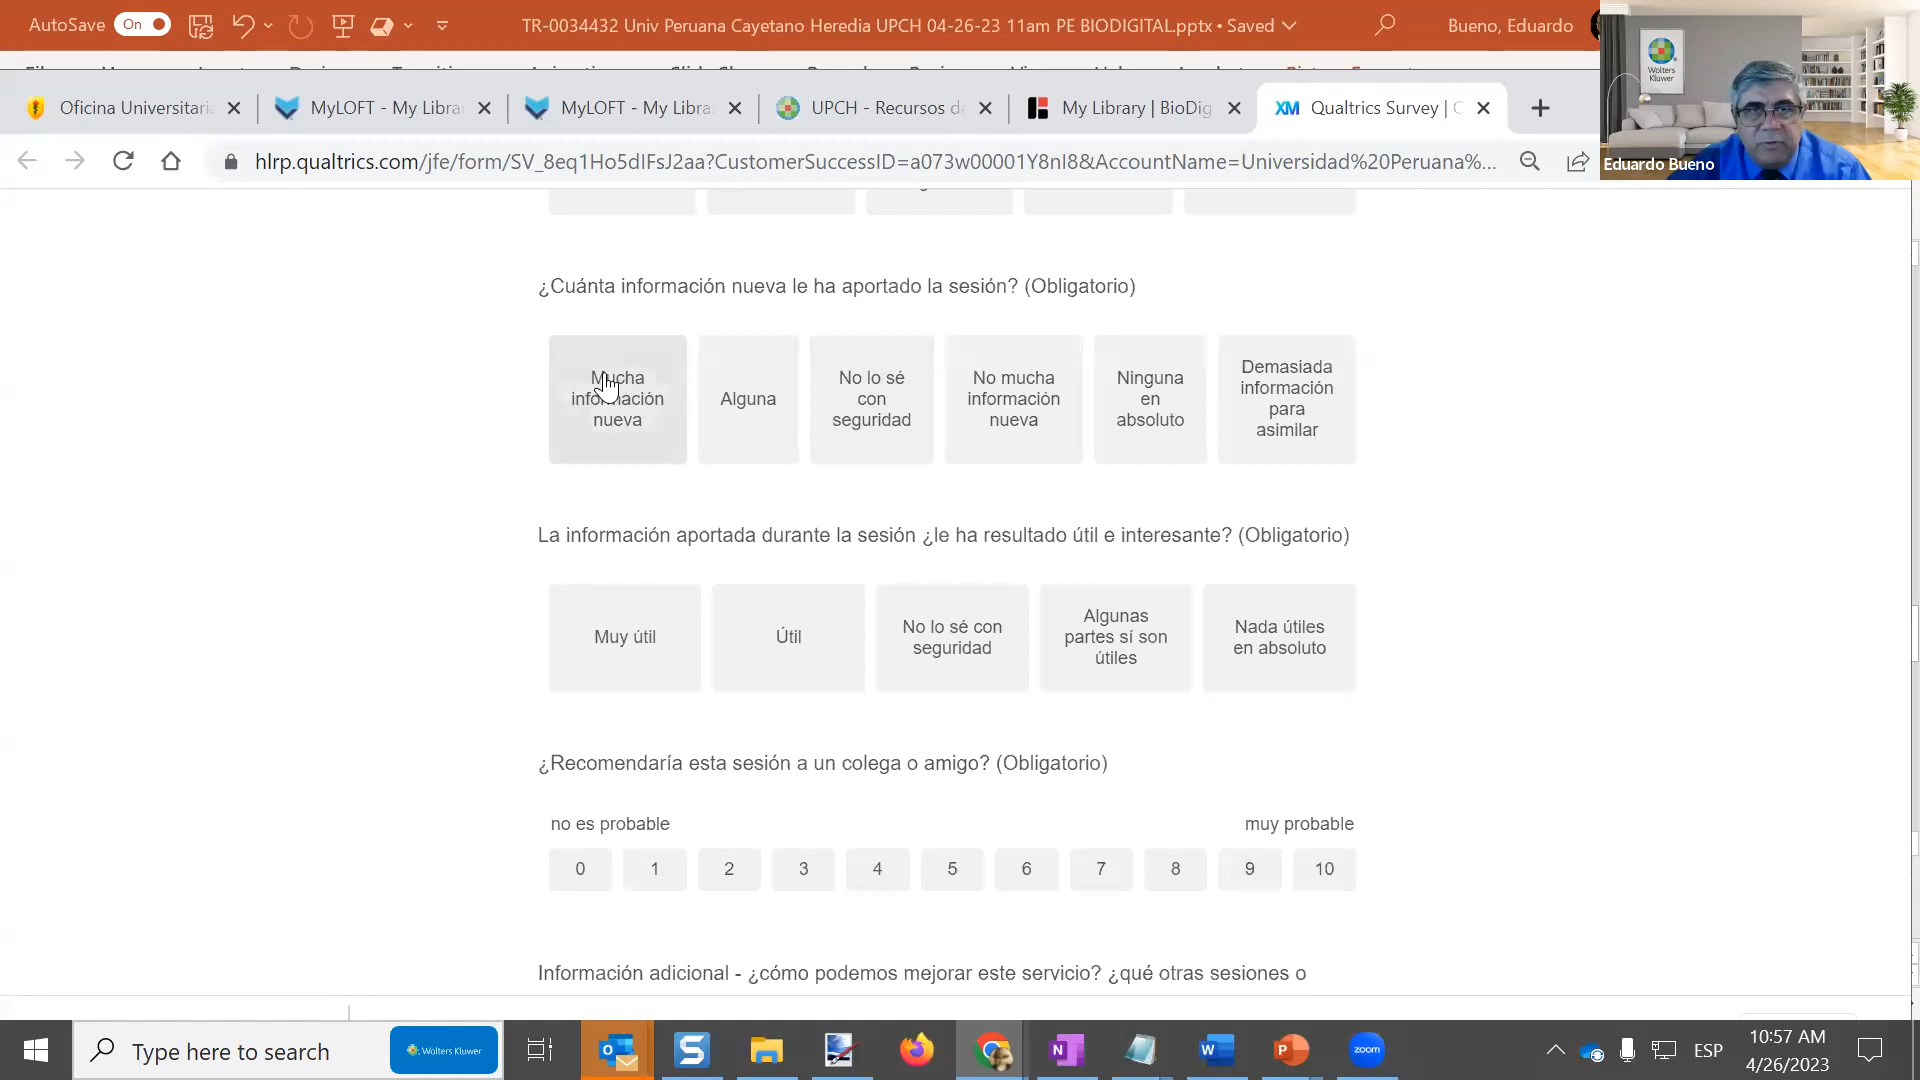 AutoSave On TR-0034432 Univ Peruana Cayetano Heredia UPCH 04-26-23 11am PE BIODIGITAL.pptx • Saved Bueno, Eduardo
Oficina Universitaria MyLOFT - My Libra MyLOFT - My Libra UPCH - Recursos de My Library | BioDig XM Qualtrics Survey |
Wolters Kluwer
hlrp.qualtrics.com/jfe/form/SV_8eq1Ho5dIFsJ2aa?CustomerSuccessID=a073w00001Y8nI8&AccountName=Universidad%20Peruana%...
Eduardo Bueno
¿Cuánta información nueva le ha aportado la sesión? (Obligatorio)
Mucha información nueva
Alguna
No lo sé con seguridad
No mucha información nueva
Ninguna en absoluto
Demasiada información para asimilar
La información aportada durante la sesión ¿le ha resultado útil e interesante? (Obligatorio)
Muy útil
Útil
No lo sé con seguridad
Algunas partes sí son útiles
Nada útiles en absoluto
¿Recomendaría esta sesión a un colega o amigo? (Obligatorio)
no es probable muy probable
0 1 2 3 4 5 6 7 8 9 10
Información adicional - ¿cómo podemos mejorar este servicio? ¿qué otras sesiones o
Type here to search Wolters Kluwer zoom ESP 10:57 AM
4/26/2023